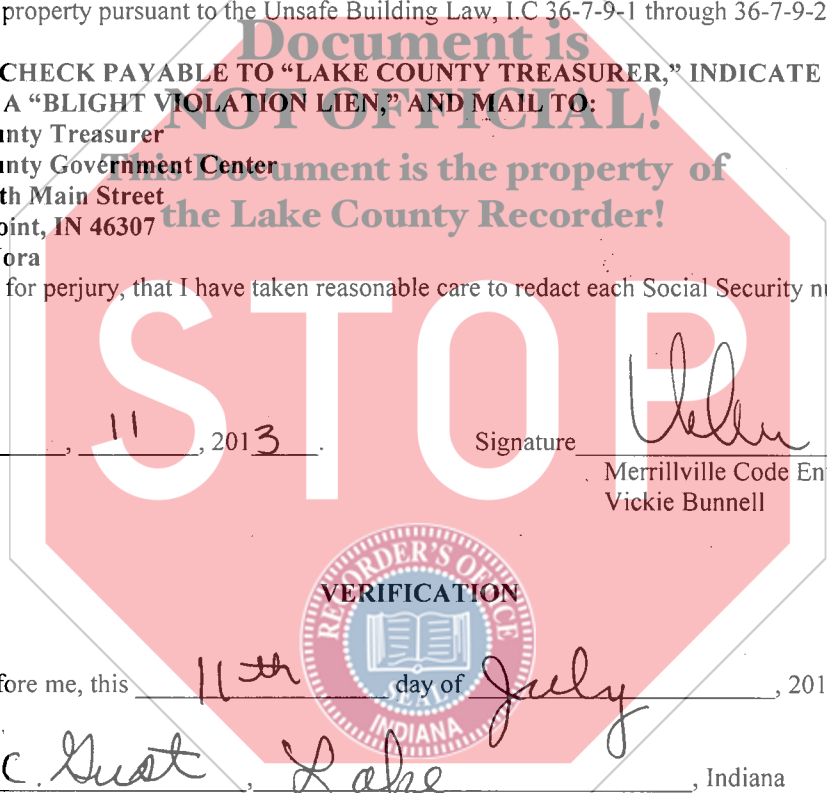 property pursuant to the Unsafe Building Law, I.C 36-7-9-1 through 36-7-9-2
Document is
CHECK PAYABLE TO “LAKE COUNTY TREASURER,” INDICATE
A “BLIGHT VIOLATION LIEN,” AND MAIL TO:
NOT OFFICIAL!
unty Treasurer
unty Government Center
This Document is the property of
th Main Street
the Lake County Recorder!
oint, IN 46307
ora
for perjury, that I have taken reasonable care to redact each Social Security nu
STOP
, 11 , 2013 .
Signature
Merrillville Code En
Vickie Bunnell
RECORDER'S OFFICE
VERIFICATION
fore me, this 11th day of July , 201
SEAL
INDIANA
C. Gust , Lake , Indiana